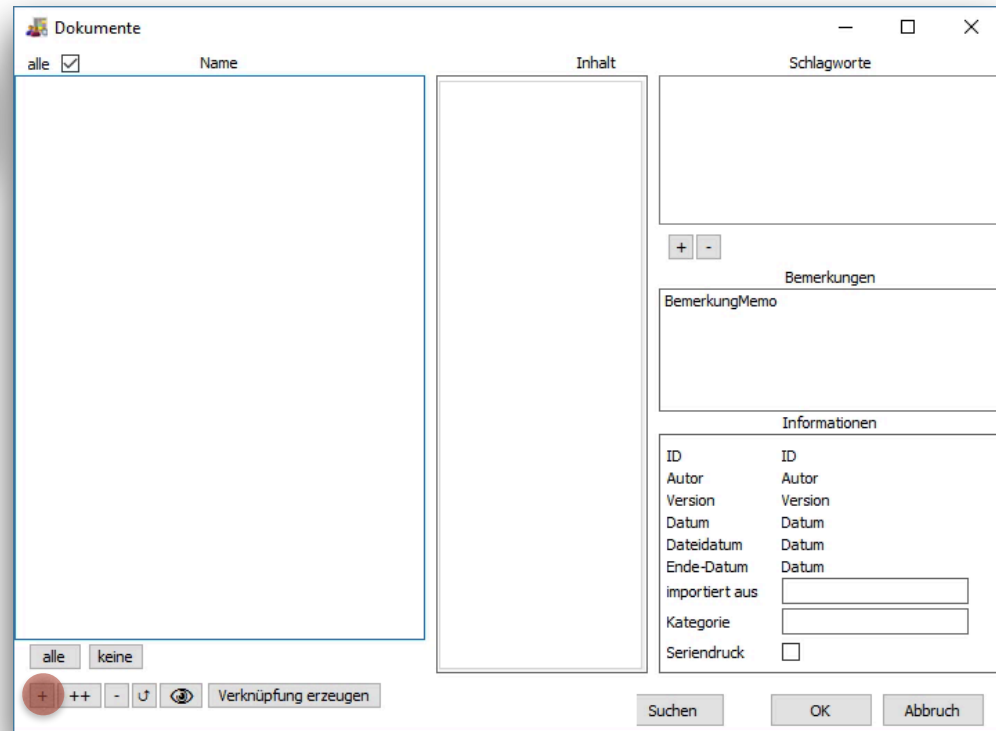 Dokumente
alle Name Inhalt Schlagworte
+ -
Bemerkungen
BemerkungMemo
Informationen
ID ID
Autor Autor
Version Version
Datum Datum
Dateidatum Datum
Ende-Datum Datum
importiert aus
Kategorie
Seriendruck
alle keine
+ ++ - Verknüpfung erzeugen
Suchen OK Abbruch